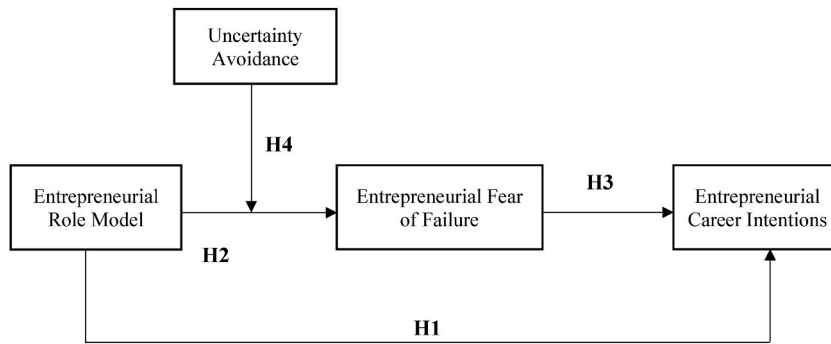 Uncertainty
Avoidance
H4
Entrepreneurial
Role Model
H2
Entrepreneurial Fear
of Failure
H3
Entrepreneurial
Career Intentions
H1